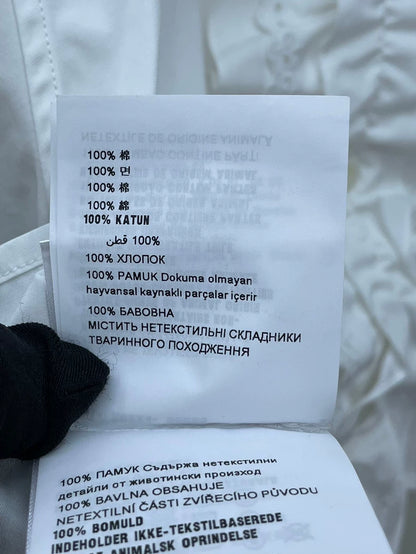 100% 棉
100% 면
100% 棉
100% 綿
100% KATUN
100% قطن
100% ХЛОПОК
100% PAMUK Dokuma olmayan
hayvansal kaynaklı parçalar içerir
100% БАВОВНА
МІСТИТЬ НЕТЕКСТИЛЬНІ СКЛАДНИКИ
ТВАРИННОГО ПОХОДЖЕННЯ
100% ПАМУК Съдържа нетекстилни
детайли от животински произход
100% BAVLNA OBSAHUJE
NETEXTILNÍ ČÁSTI ZVÍŘECÍHO PŮVODU
100% BOMULD
INDEHOLDER IKKE-TEKSTILBASEREDE
ANIMALSK OPRINDELSE